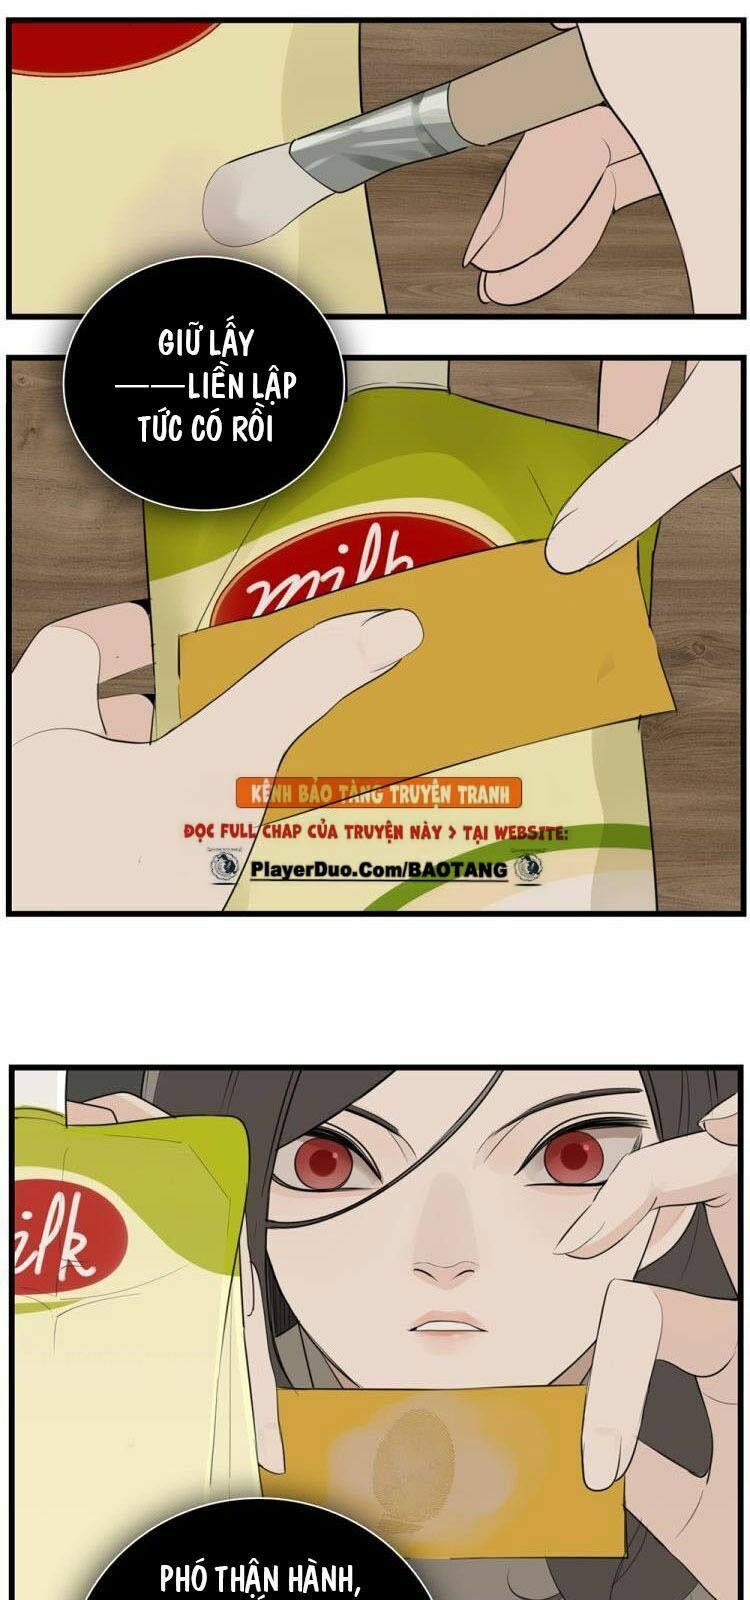 GIỮ LẤY
——LIỀN LẬP
TỨC CÓ RỒI
milk
KÊNH BẢO TÀNG TRUYỆN TRANH
ĐỌC FULL CHAP CỦA TRUYỆN NÀY > TẠI WEBSITE:
PlayerDuo.Com/BAOTANG
ilk
PHÓ THẬN HÀNH,